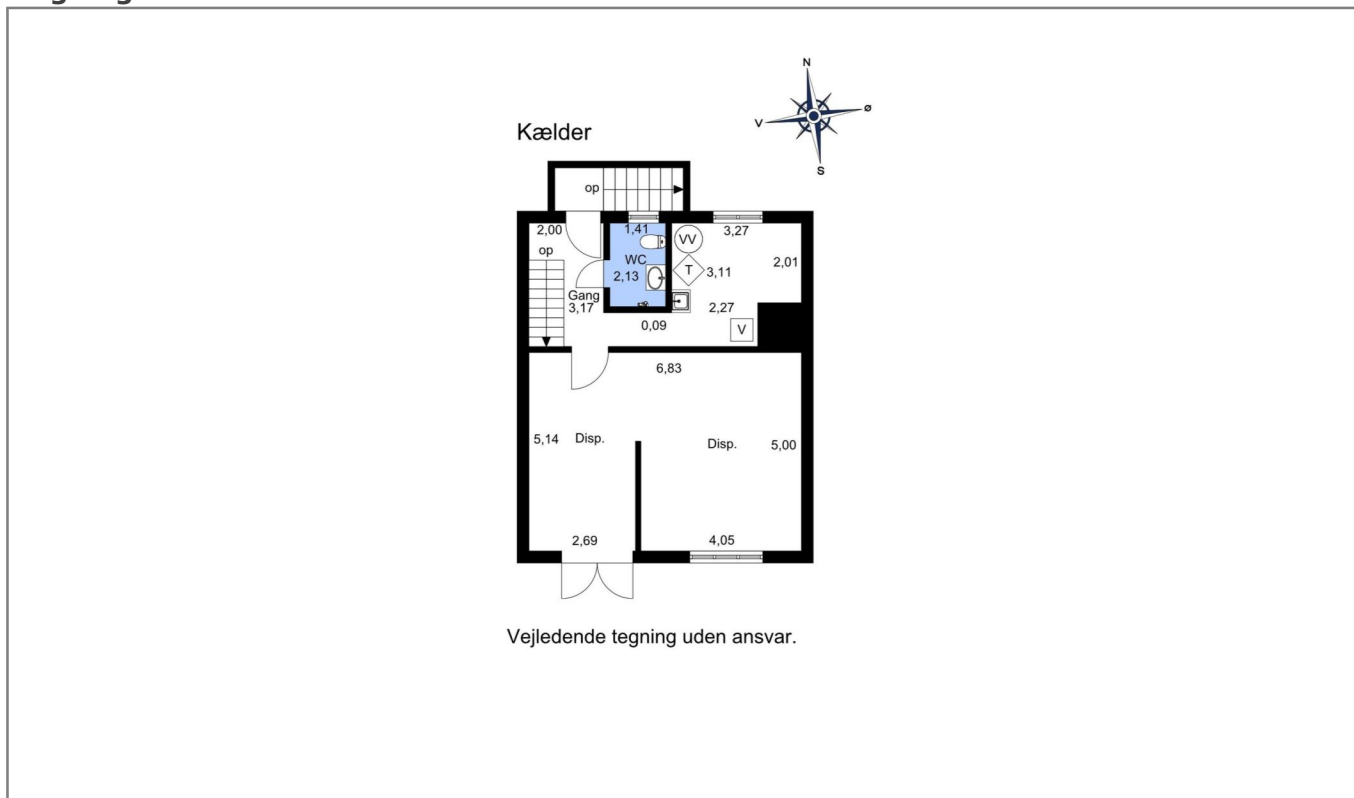 N
V ø
S
Kælder
op
2,00
1,41
3,27
op
WC
VV
2,01
2,13
T
3,11
Gang
3,17
2,27
0,09
V
6,83
5,14
Disp.
Disp.
5,00
2,69
4,05
Vejledende tegning uden ansvar.